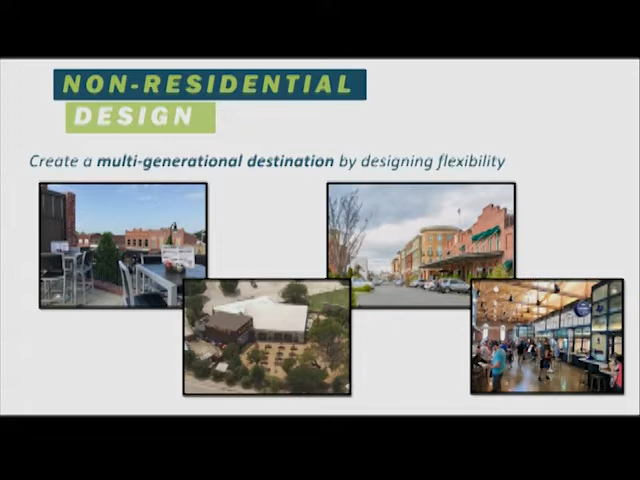 NON-RESIDENTIAL
DESIGN
Create a multi-generational destination by designing flexibility